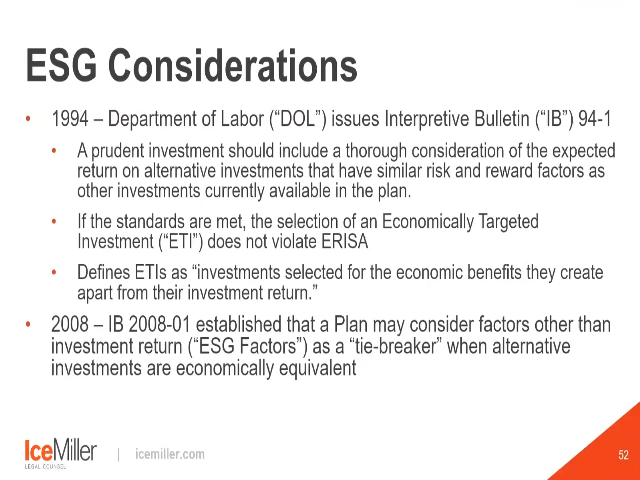 ESG Considerations
• 1994 – Department of Labor (“DOL”) issues Interpretive Bulletin (“IB”) 94-1
• A prudent investment should include a thorough consideration of the expected
return on alternative investments that have similar risk and reward factors as
other investments currently available in the plan.
• If the standards are met, the selection of an Economically Targeted
Investment (“ETI”) does not violate ERISA
• Defines ETIs as “investments selected for the economic benefits they create
apart from their investment return.”
• 2008 – IB 2008-01 established that a Plan may consider factors other than
investment return (“ESG Factors”) as a “tie-breaker” when alternative
investments are economically equivalent
IceMiller
LEGAL COUNSEL
| icemiller.com
52